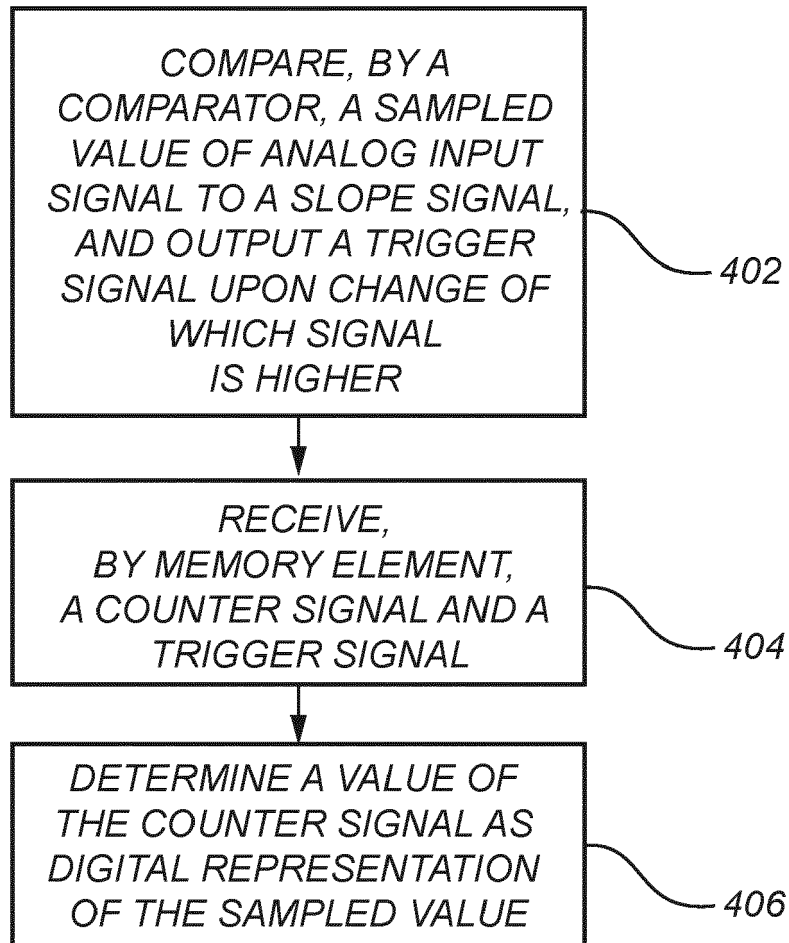 COMPARE, BY A
COMPARATOR, A SAMPLED
VALUE OF ANALOG INPUT
SIGNAL TO A SLOPE SIGNAL,
AND OUTPUT A TRIGGER
SIGNAL UPON CHANGE OF
WHICH SIGNAL
IS HIGHER
402
RECEIVE,
BY MEMORY ELEMENT,
A COUNTER SIGNAL AND A
TRIGGER SIGNAL
404
DETERMINE A VALUE OF
THE COUNTER SIGNAL AS
DIGITAL REPRESENTATION
OF THE SAMPLED VALUE
406